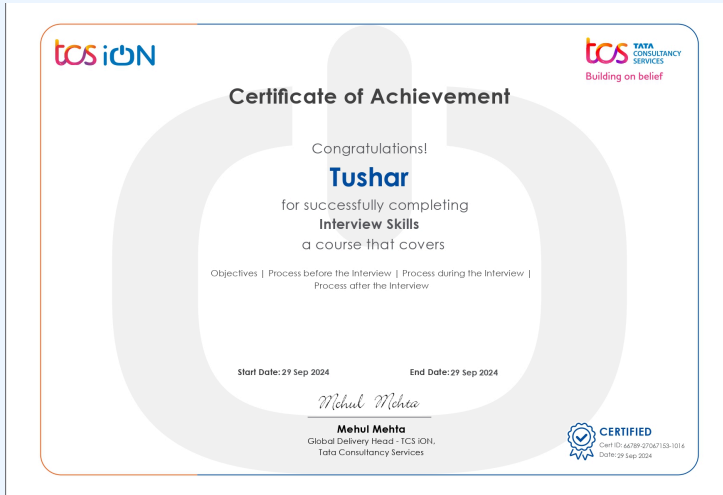 tcs iON
tcs TATA
CONSULTANCY
SERVICES
Building on belief
Certificate of Achievement
Congratulations!
Tushar
for successfully completing
Interview Skills
a course that covers
Objectives | Process before the Interview | Process during the Interview |
Process after the Interview
Start Date: 29 Sep 2024
End Date: 29 Sep 2024
Mehul Mehta
Mehul Mehta
Global Delivery Head - TCS iON,
Tata Consultancy Services
CERTIFIED
Cert ID: 66789-27067153-1016
Date: 29 Sep 2024